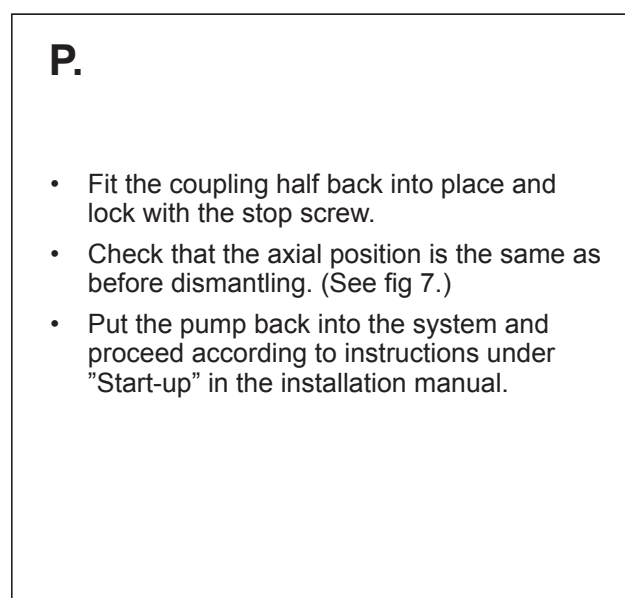 P.
• Fit the coupling half back into place and
lock with the stop screw.
• Check that the axial position is the same as
before dismantling. (See fig 7.)
• Put the pump back into the system and
proceed according to instructions under
”Start-up” in the installation manual.